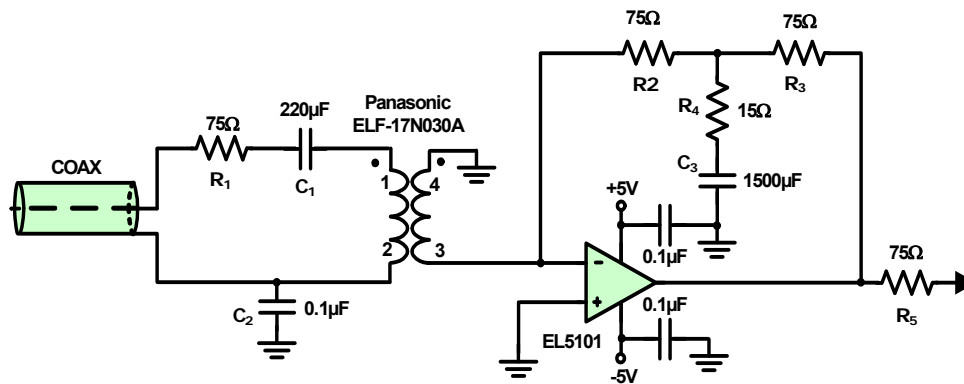 75Ω
75Ω
R2
R3
R4
15Ω
Panasonic
ELF-17N030A
220µF
75Ω
R1
C1
COAX
1
4
2
3
C3
1500µF
+5V
0.1µF
C2
0.1µF
−
+
EL5101
0.1µF
-5V
75Ω
R5